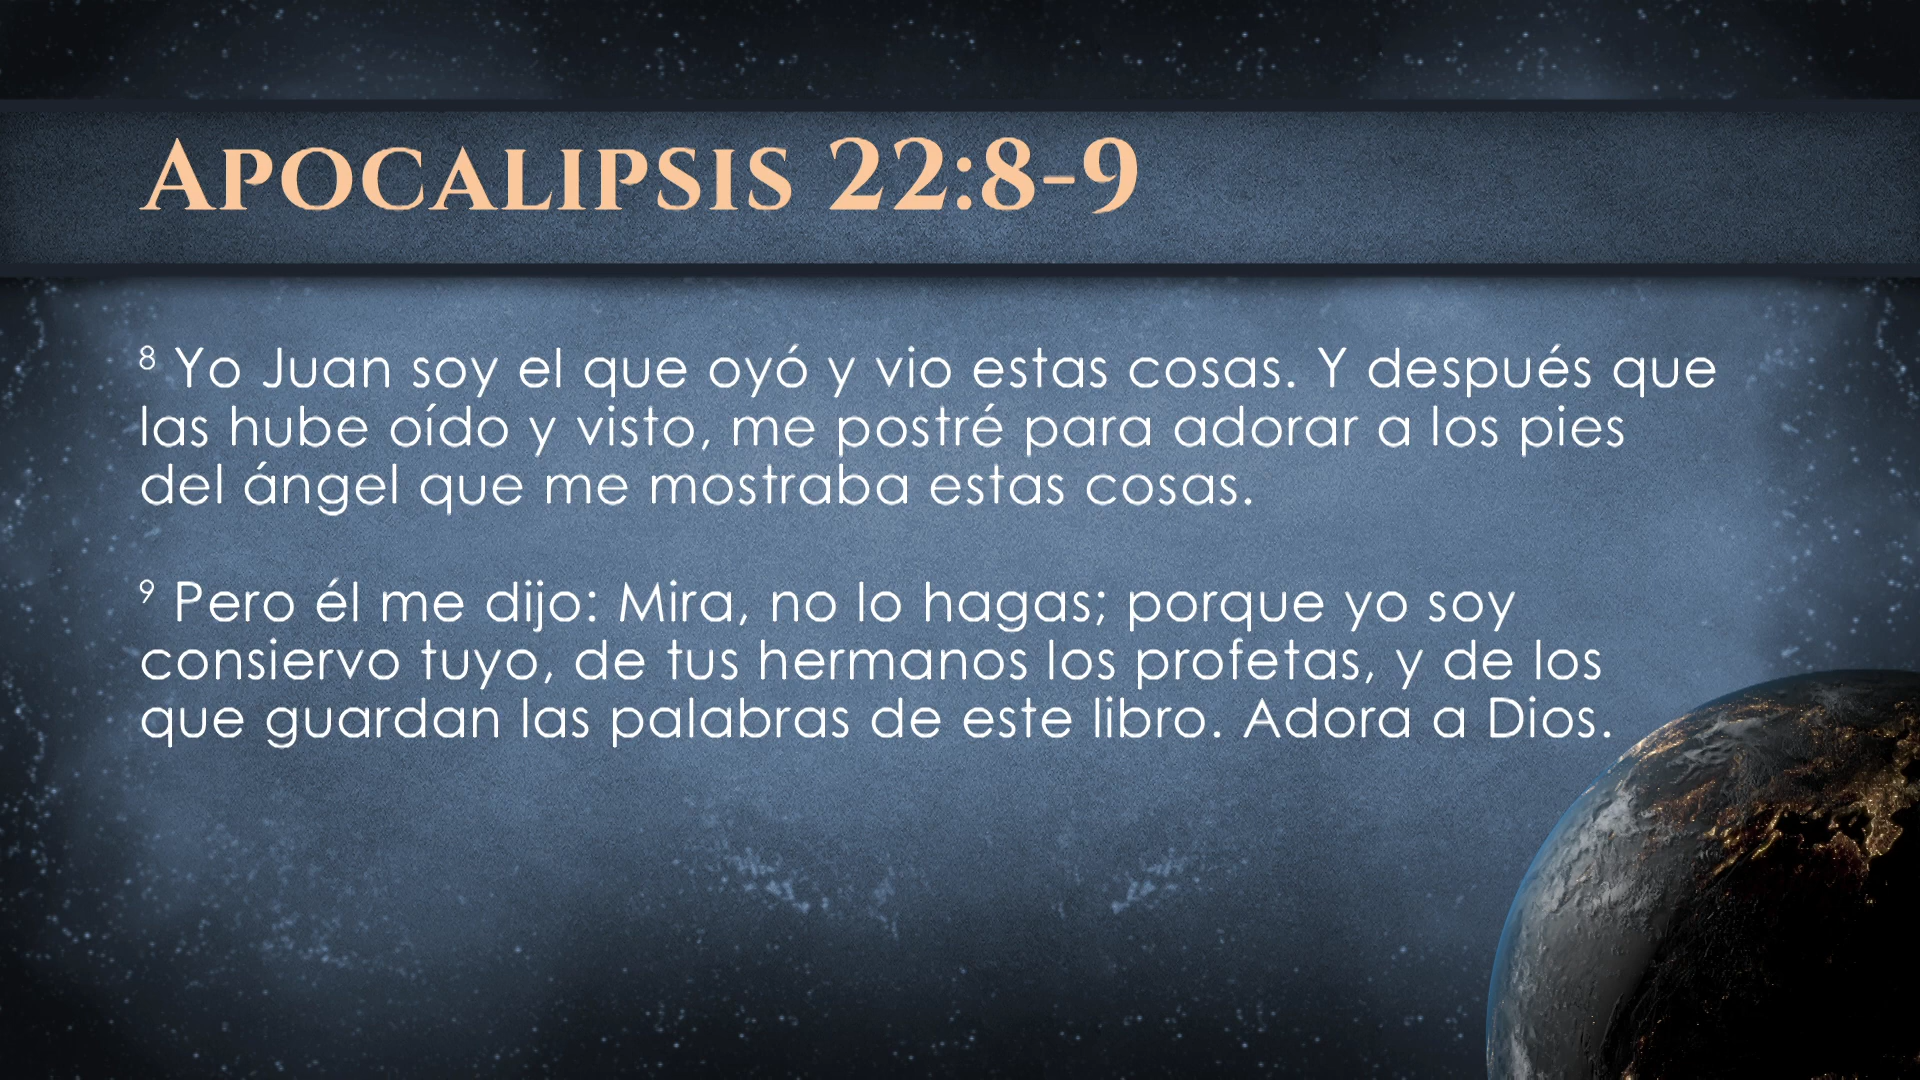 Apocalipsis 22:8-9
8 Yo Juan soy el que oyó y vio estas cosas. Y después que
las hube oído y visto, me postré para adorar a los pies
del ángel que me mostraba estas cosas.
9 Pero él me dijo: Mira, no lo hagas; porque yo soy
consiervo tuyo, de tus hermanos los profetas, y de los
que guardan las palabras de este libro. Adora a Dios.